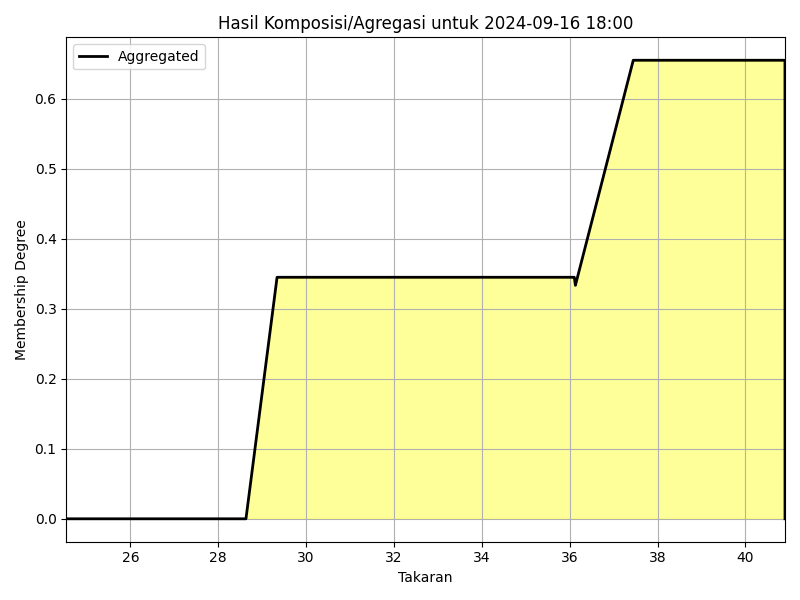 Hasil Komposisi/Agregasi untuk 2024-09-16 18:00
Aggregated
0.6
0.5
0.4
0.3
0.2
0.1
0.0
Membership Degree
26 28 30 32 34 36 38 40
Takaran